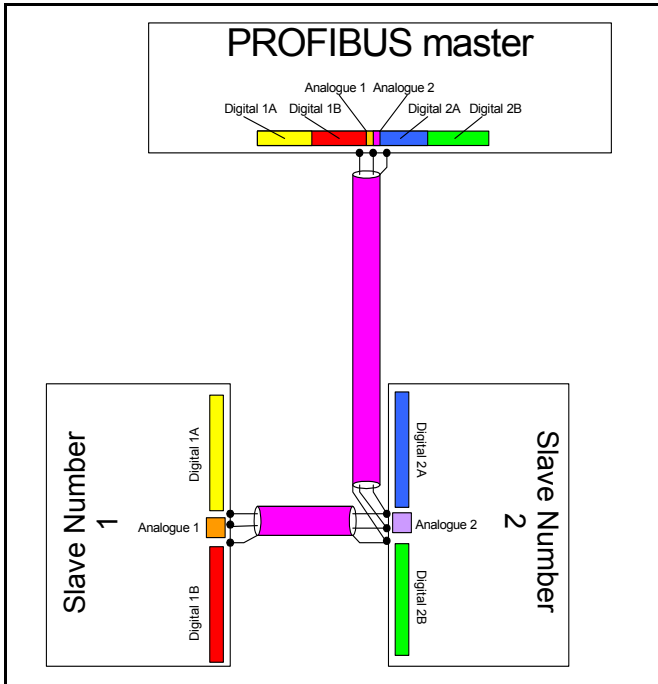 PROFIBUS master
Analogue 1 Analogue 2
Digital 1A Digital 1B Digital 2A Digital 2B
Slave Number
1
Digital 1A
Analogue 1
Digital 1B
Digital 2A
Analogue 2
Digital 2B
Slave Number
2